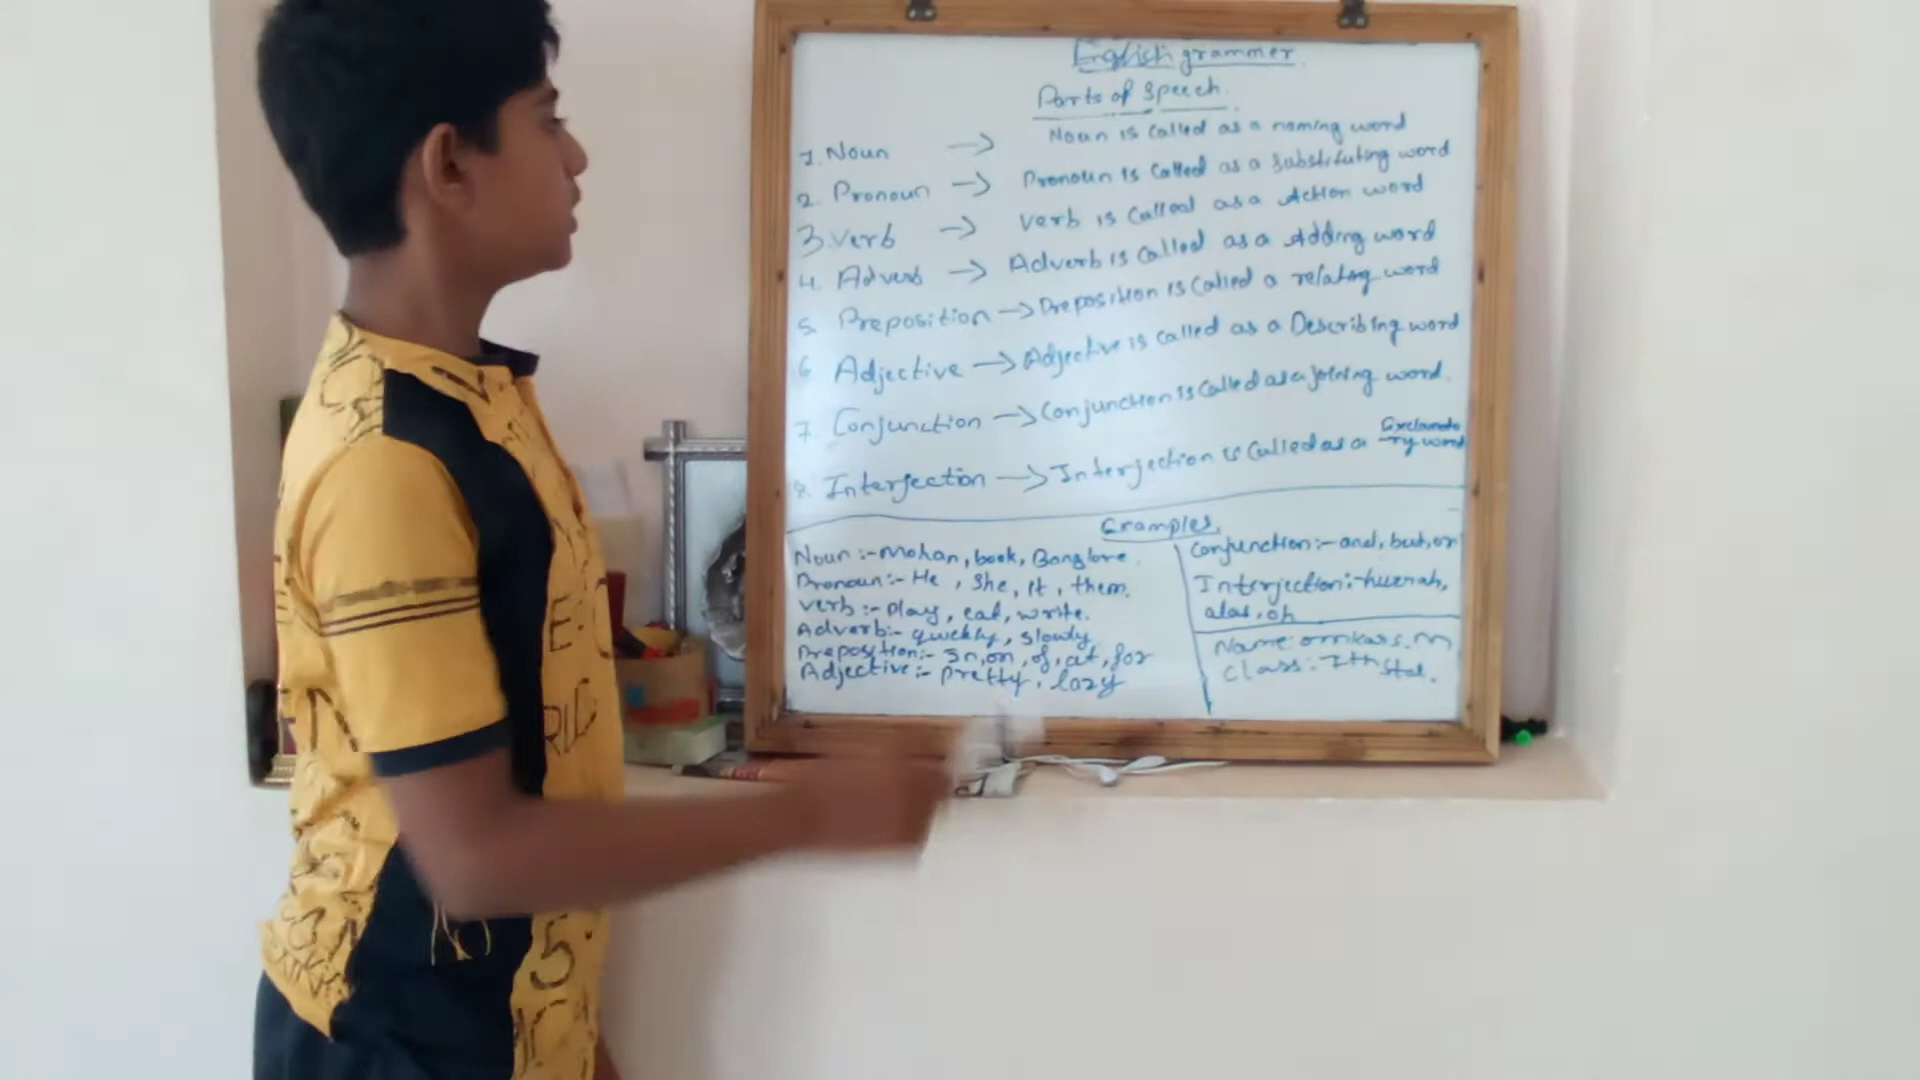 English grammer
Parts of Speech.
1. Noun → Noun is called as a naming word
2. Pronoun → Pronoun is called as a substituting word
3. Verb → Verb is called as a Action word
4. Adverb → Adverb is called as a Adding word
5. Preposition → Preposition is called a relating word
6 Adjective → Adjective is called as a Describing word
7. Conjunction → Conjunction is called as a joining word.
8. Interjection → Interjection is called as a Exclamatory word
Examples.
Noun :- Mohan, book, Banglore.
Pronoun :- He, She, it, them.
Verb :- Play, eat, write.
Adverb :- quickly, slowly
Preposition :- In, on, of, at, for
Adjective :- pretty, lazy
Conjunction :- and, but, or
Interjection :- hurrah,
alas, oh
Name: omkar S. M
Class: 7th Std.
5